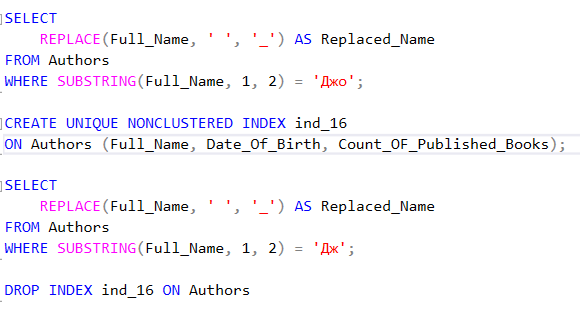 SELECT
    REPLACE(Full_Name, ' ', '_') AS Replaced_Name
FROM Authors
WHERE SUBSTRING(Full_Name, 1, 2) = 'Джо';

CREATE UNIQUE NONCLUSTERED INDEX ind_16
ON Authors (Full_Name, Date_Of_Birth, Count_OF_Published_Books);

SELECT
    REPLACE(Full_Name, ' ', '_') AS Replaced_Name
FROM Authors
WHERE SUBSTRING(Full_Name, 1, 2) = 'Дж';

DROP INDEX ind_16 ON Authors